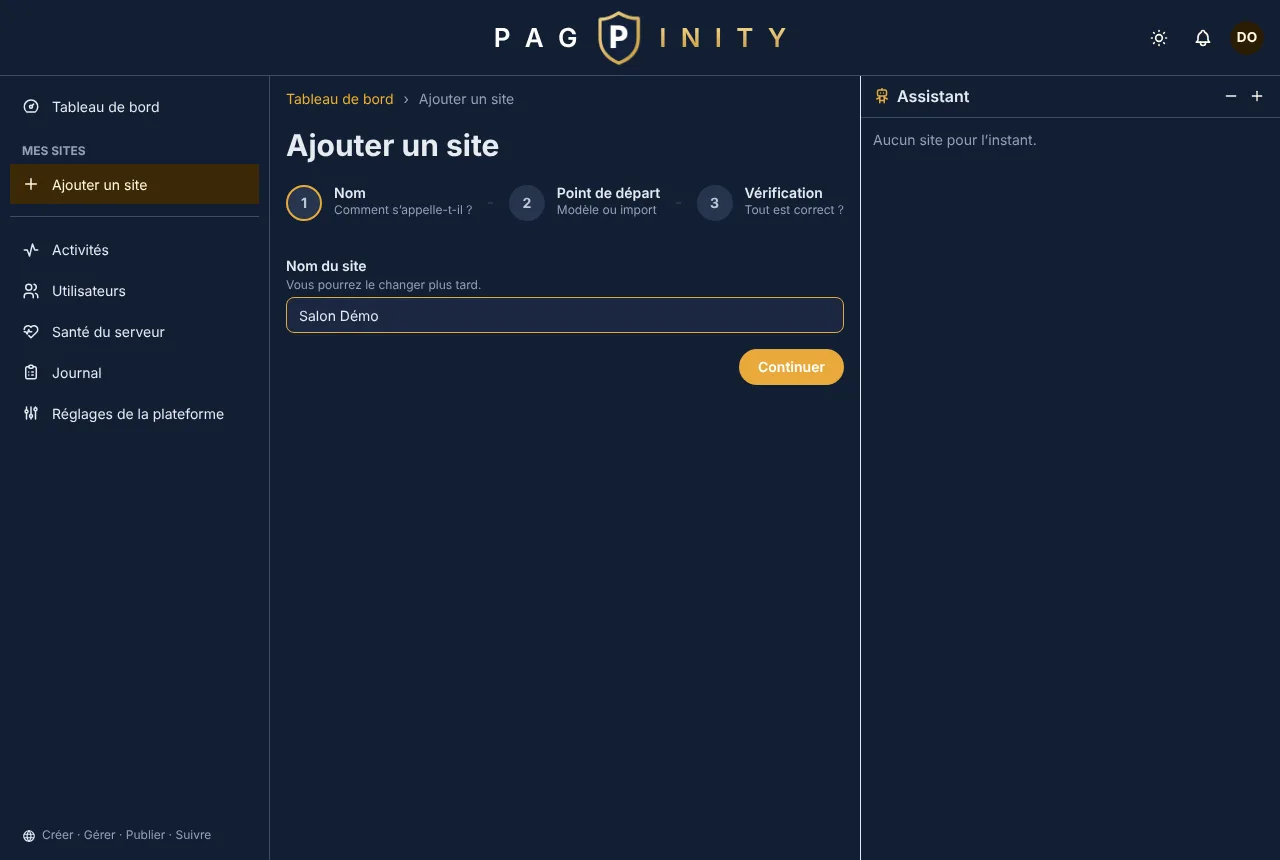 PAGPINITY
DO
Tableau de bord
MES SITES
Ajouter un site
Activités
Utilisateurs
Santé du serveur
Journal
Réglages de la plateforme
Créer · Gérer · Publier · Suivre
Tableau de bord › Ajouter un site
Ajouter un site
1
Nom
Comment s’appelle-t-il ?
2
Point de départ
Modèle ou import
3
Vérification
Tout est correct ?
Nom du site
Vous pourrez le changer plus tard.
Salon Démo
Continuer
Assistant
Aucun site pour l’instant.